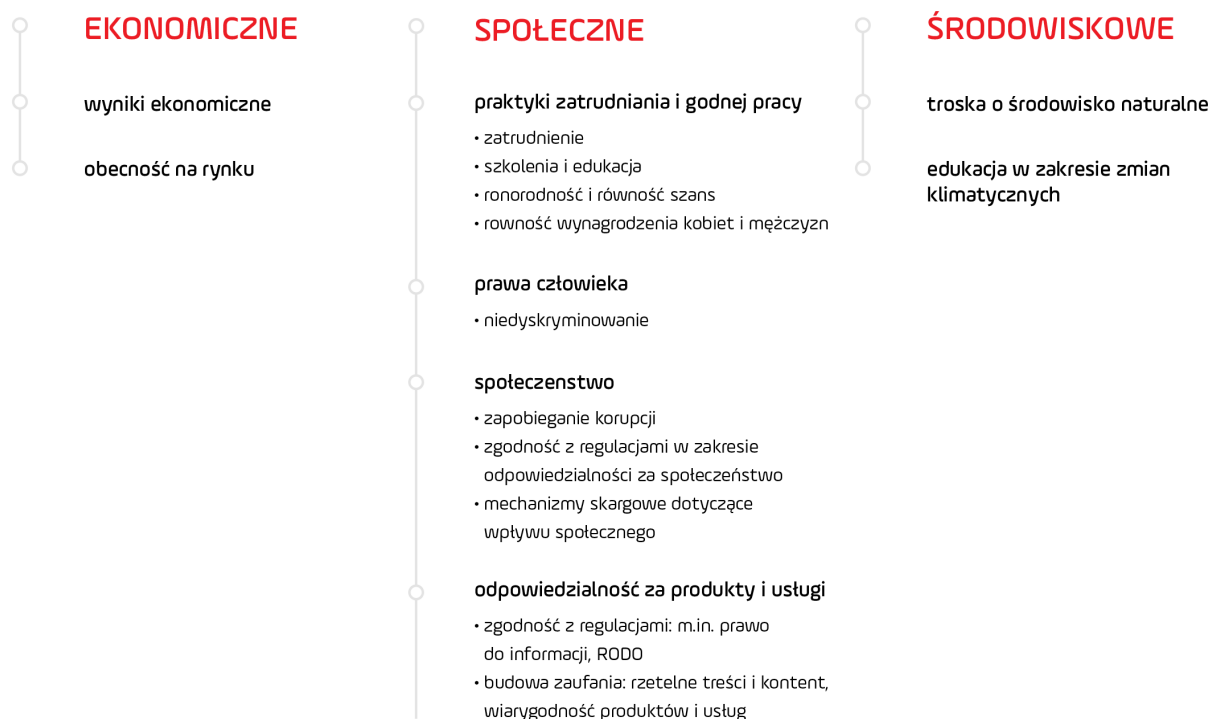 EKONOMICZNE
wyniki ekonomiczne
obecność na rynku
SPOŁECZNE
praktyki zatrudniania i godnej pracy
• zatrudnienie
• szkolenia i edukacja
• ronorodność i równość szans
• rowność wynagrodzenia kobiet i mężczyzn
prawa człowieka
• niedyskryminowanie
społeczenstwo
• zapobieganie korupcji
• zgodność z regulacjami w zakresie
odpowiedzialności za społeczeństwo
• mechanizmy skargowe dotyczące
wpływu społecznego
odpowiedzialność za produkty i usługi
• zgodność z regulacjami: m.in. prawo
do informacji, RODO
• budowa zaufania: rzetelne treści i kontent,
wiarygodność produktów i usług
ŚRODOWISKOWE
troska o środowisko naturalne
edukacja w zakresie zmian
klimatycznych